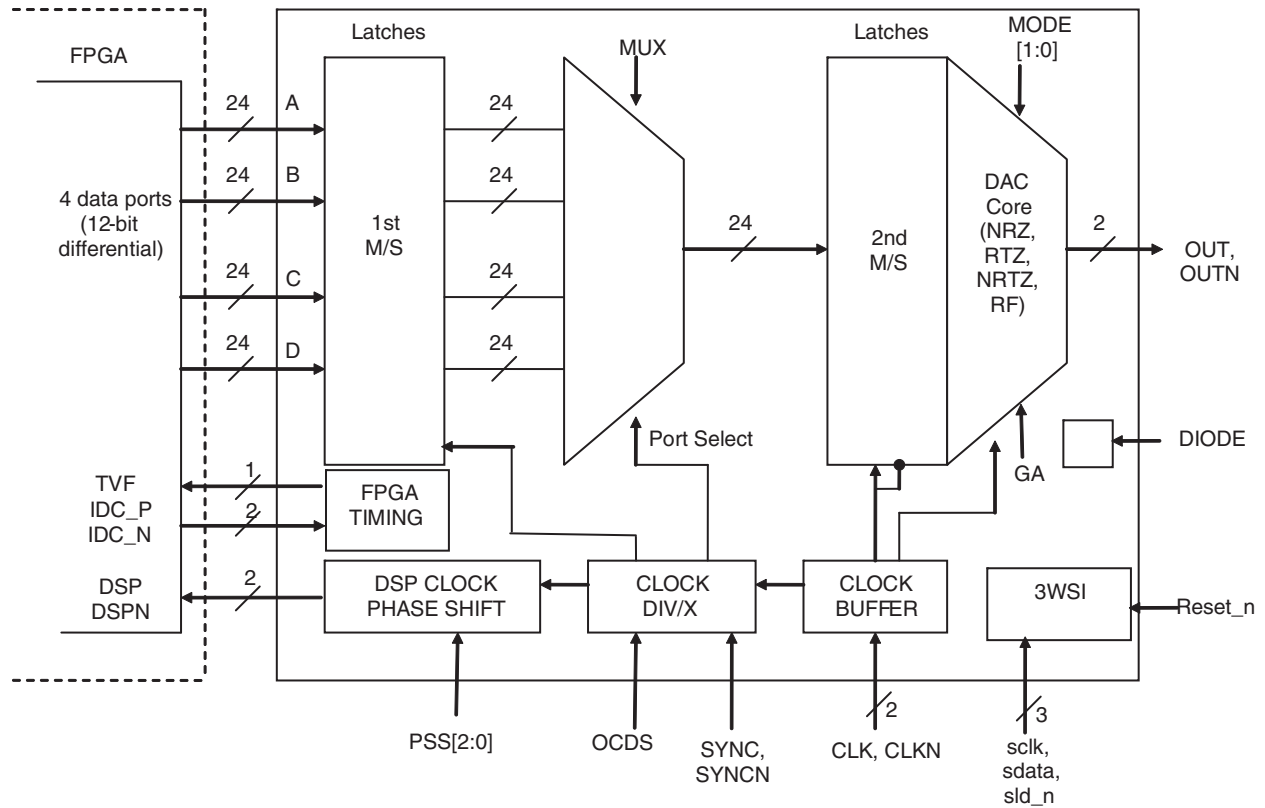 Latches
MUX
Latches
MODE
[1:0]
FPGA
24
A
24
24
B
24
4 data ports
(12-bit
differential)
1st
M/S
24
2nd
M/S
DAC
Core
(NRZ,
RTZ,
NRTZ,
RF)
2
OUT,
OUTN
24
C
24
24
D
24
Port Select
DIODE
GA
TVF
IDC_P
IDC_N
1
2
FPGA
TIMING
DSP
DSPN
2
DSP CLOCK
PHASE SHIFT
CLOCK
DIV/X
CLOCK
BUFFER
3WSI
Reset_n
PSS[2:0]
OCDS
SYNC,
SYNCN
2
CLK, CLKN
3
sclk,
sdata,
sld_n